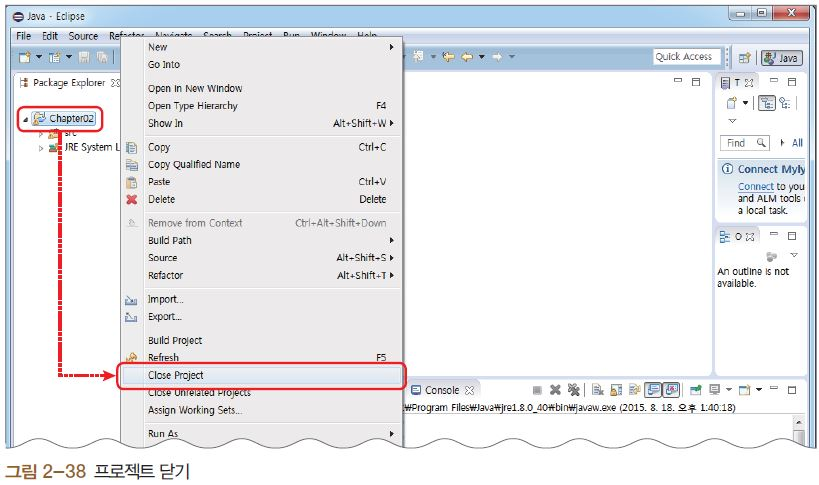 Java - Eclipse
File Edit Source Refactor Navigate Search Project Run Window Help
Quick Access
Java
Package Explorer
Chapter02
src
JRE System L
New
Go Into
Open in New Window
Open Type Hierarchy F4
Show In Alt+Shift+W
Copy Ctrl+C
Copy Qualified Name
Paste Ctrl+V
Delete Delete
Remove from Context Ctrl+Alt+Shift+Down
Build Path
Source Alt+Shift+S
Refactor Alt+Shift+T
Import...
Export...
Build Project
Refresh F5
Close Project
Close Unrelated Projects
Assign Working Sets...
Run As
T
Find All
Connect Myly
Connect to you
and ALM tools
a local task.
O
An outline is not
available.
Console
₩Program Files₩Java₩jre1.8.0_40₩bin₩javaw.exe (2015. 8. 18. 오후 1:40:18)
그림 2-38 프로젝트 닫기